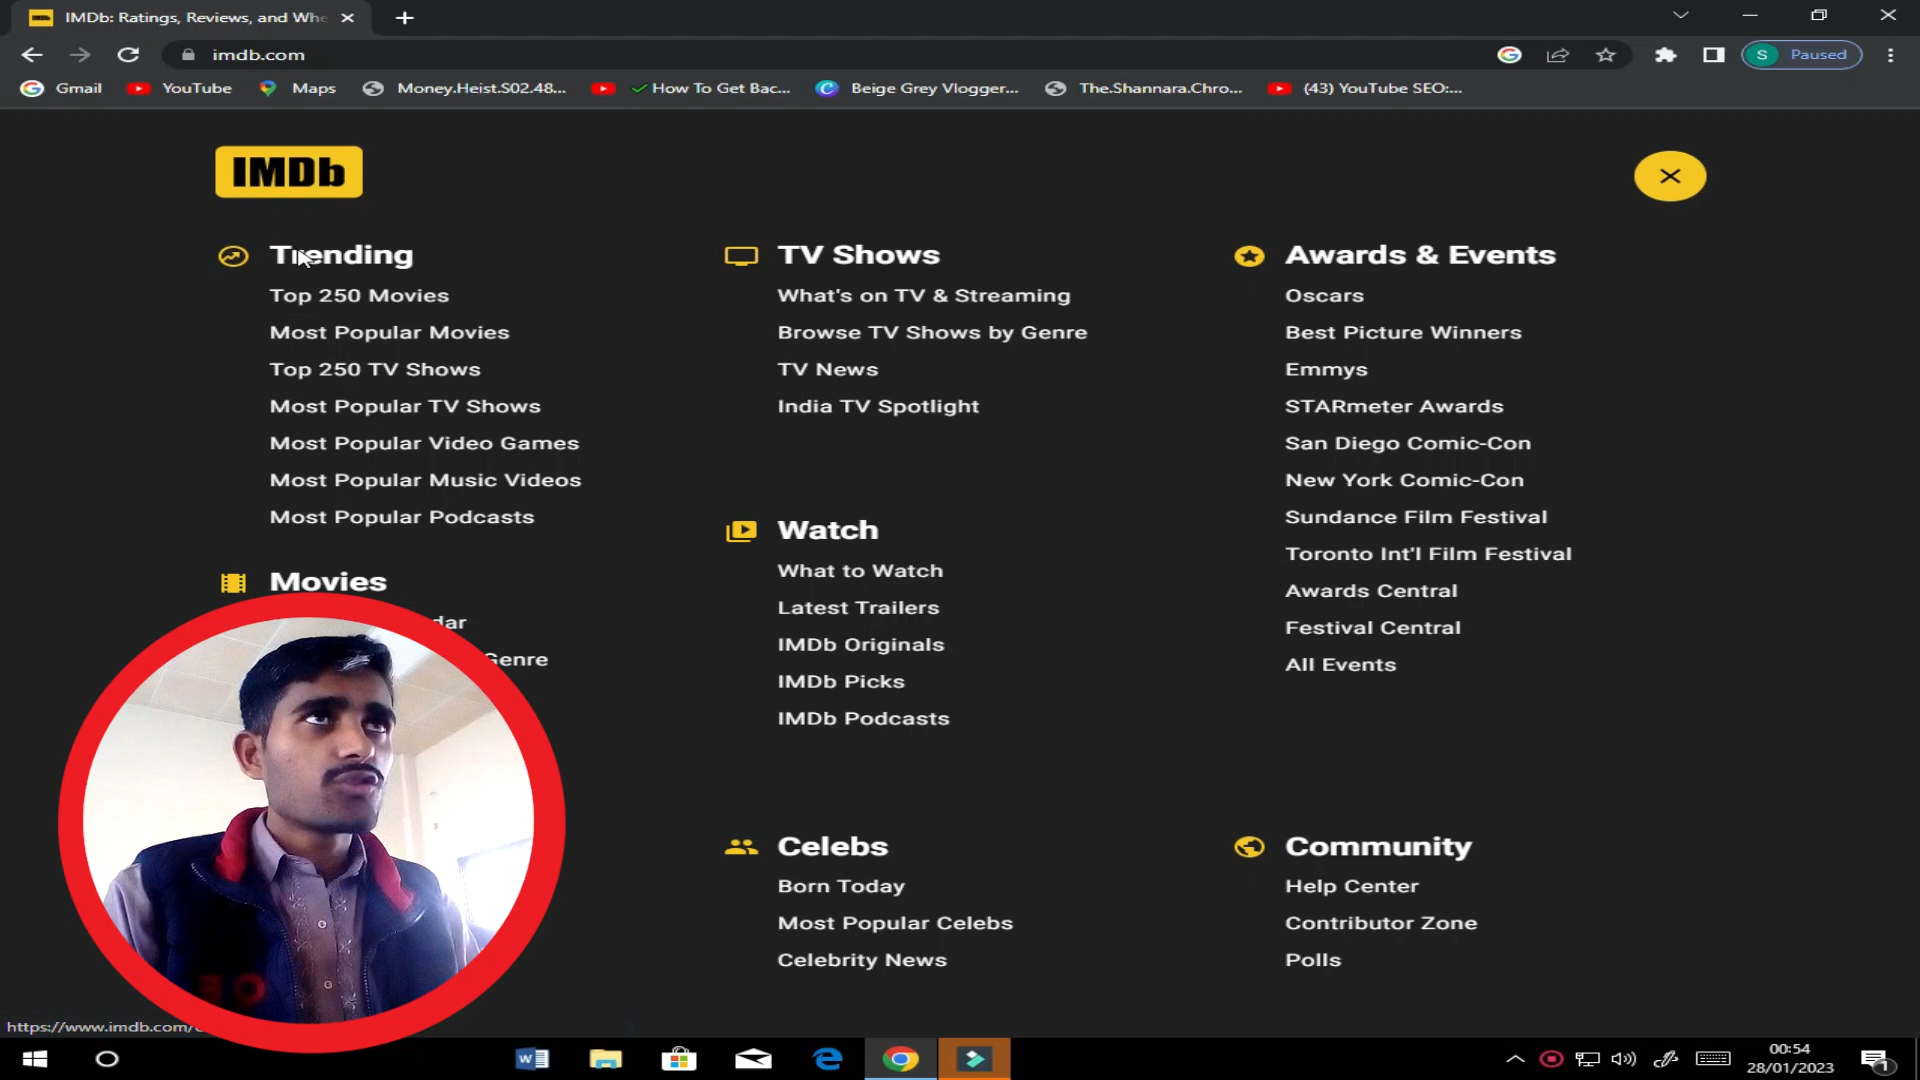 IMDb: Ratings, Reviews, and Whe
imdb.com
S Paused
Gmail YouTube Maps Money.Heist.S02.48... How To Get Bac... Beige Grey Vlogger... The.Shannara.Chro... (43) YouTube SEO:...
IMDb
Trending
Top 250 Movies
Most Popular Movies
Top 250 TV Shows
Most Popular TV Shows
Most Popular Video Games
Most Popular Music Videos
Most Popular Podcasts
Movies
dar
Genre
TV Shows
What's on TV & Streaming
Browse TV Shows by Genre
TV News
India TV Spotlight
Watch
What to Watch
Latest Trailers
IMDb Originals
IMDb Picks
IMDb Podcasts
Celebs
Born Today
Most Popular Celebs
Celebrity News
Awards & Events
Oscars
Best Picture Winners
Emmys
STARmeter Awards
San Diego Comic-Con
New York Comic-Con
Sundance Film Festival
Toronto Int'l Film Festival
Awards Central
Festival Central
All Events
Community
Help Center
Contributor Zone
Polls
https://www.imdb.com/
00:54
28/01/2023
1